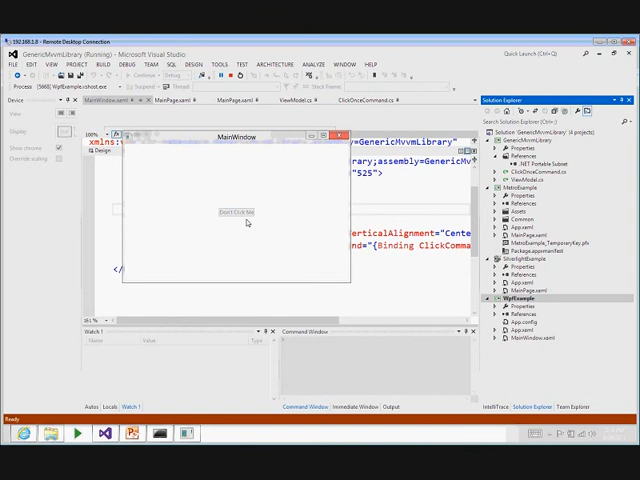 192.168.1.8 - Remote Desktop Connection
GenericMvvmLibrary (Running) - Microsoft Visual Studio
Quick Launch (Ctrl+Q)
FILE EDIT VIEW PROJECT BUILD DEBUG TEAM SQL DESIGN TOOLS TEST ARCHITECTURE ANALYZE WINDOW HELP
Continue Debug
Process: [5668] WpfExample.vshost.exe Suspend Thread: Stack Frame:
Device
MainWindow.xaml MainPage.xaml MainPage.xaml ViewModel.cs ClickOnceCommand.cs
Solution Explorer
View:
Display:
Show chrome
Override scaling
100%
Design
MainWindow
xmlns:
=GenericMvvmLibrary"
library;assembly=GenericMv
"525">
Don't Click Me
erticalAlignment="Cente
nd="{Binding ClickComma
</
151 %
Search Solution Explorer (Ctrl+;)
Solution 'GenericMvvmLibrary' (4 projects)
GenericMvvmLibrary
Properties
References
.NET Portable Subset
ClickOnceCommand.cs
ViewModel.cs
MetroExample
Properties
References
Assets
Common
App.xaml
MainPage.xaml
MetroExample_TemporaryKey.pfx
Package.appxmanifest
SilverlightExample
Properties
References
App.xaml
MainPage.xaml
WpfExample
Properties
References
App.config
App.xaml
MainWindow.xaml
Watch 1
Name Value Type
Command Window
>
Autos Locals Watch 1
Command Window Immediate Window Output
IntelliTrace Solution Explorer Team Explorer
Ready